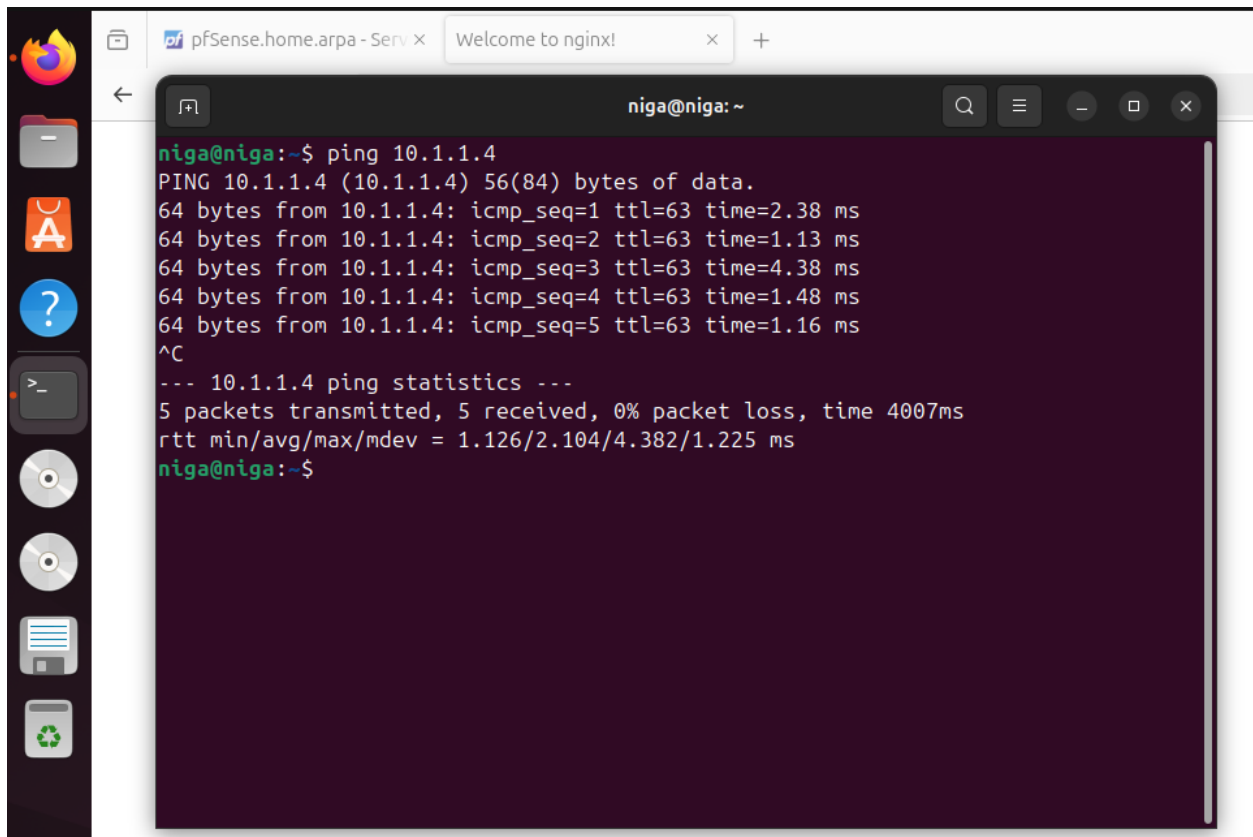 pfSense.home.arpa - Serv
Welcome to nginx!
niga@niga: ~
niga@niga:~$ ping 10.1.1.4
PING 10.1.1.4 (10.1.1.4) 56(84) bytes of data.
64 bytes from 10.1.1.4: icmp_seq=1 ttl=63 time=2.38 ms
64 bytes from 10.1.1.4: icmp_seq=2 ttl=63 time=1.13 ms
64 bytes from 10.1.1.4: icmp_seq=3 ttl=63 time=4.38 ms
64 bytes from 10.1.1.4: icmp_seq=4 ttl=63 time=1.48 ms
64 bytes from 10.1.1.4: icmp_seq=5 ttl=63 time=1.16 ms
^C
--- 10.1.1.4 ping statistics ---
5 packets transmitted, 5 received, 0% packet loss, time 4007ms
rtt min/avg/max/mdev = 1.126/2.104/4.382/1.225 ms
niga@niga:~$